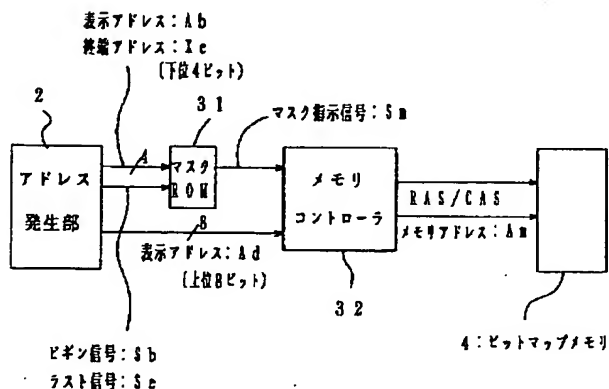 表示アドレス:Ab
終端アドレス:Xe
(下位4ビット)
2
31
マスク指示信号:Sm
アドレス
発生部
4
マスク
ROM
メモリ
コントローラ
RAS/CAS
メモリアドレス:Am
8
表示アドレス:Ad
(上位8ビット)
32
ビギン信号:Sb
ラスト信号:Se
4:ビットマップメモリ